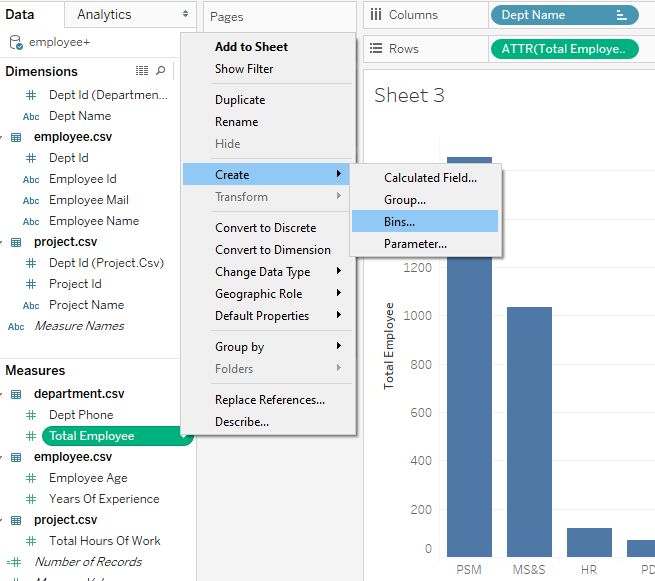 Data
Analytics
Pages
Columns
Dept Name
employee+
Rows
ATTR(Total Employe..
Dimensions
Dept Id (Departmen...
Abc Dept Name
employee.csv
Dept Id
Abc Employee Id
Abc Employee Mail
Abc Employee Name
project.csv
Dept Id (Project.Csv)
Project Id
Abc Project Name
Abc Measure Names
Measures
department.csv
Dept Phone
Total Employee
employee.csv
Employee Age
Years Of Experience
project.csv
Total Hours Of Work
Number of Records
Add to Sheet
Show Filter
Duplicate
Rename
Hide
Create
Transform
Convert to Discrete
Convert to Dimension
Change Data Type
Geographic Role
Default Properties
Group by
Folders
Replace References...
Describe...
Calculated Field...
Group...
Bins...
Parameter...
Sheet 3
Total Employee
1200
1000
800
600
400
200
0
PSM
MS&S
HR
PD